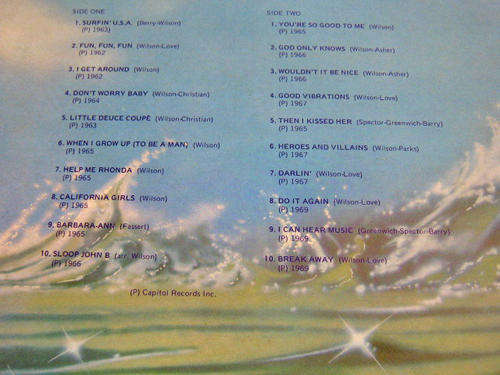 SIDE ONE
1. SURFIN' U.S.A. (Berry-Wilson)
(P) 1963)
2. FUN, FUN, FUN (Wilson-Love)
(P) 1962
3. I GET AROUND (Wilson)
(P) 1962
4. DON'T WORRY BABY (Wilson-Christian)
(P) 1964
5. LITTLE DEUCE COUPÉ (Wilson-Christian)
(P) 1963
6. WHEN I GROW UP (TO BE A MAN) (Wilson)
(P) 1965
7. HELP ME RHONDA (Wilson)
(P) 1965
8. CALIFORNIA GIRLS (Wilson)
(P) 1965
9. BARBARA-ANN (Fassert)
(P) 1965
10. SLOOP JOHN B (arr. Wilson)
(P) 1966
(P) Capitol Records Inc.
SIDE TWO
1. YOU'RE SO GOOD TO ME (Wilson)
(P) 1965
2. GOD ONLY KNOWS (Wilson-Asher)
(P) 1966
3. WOULDN'T IT BE NICE (Wilson-Asher)
(P) 1966
4. GOOD VIBRATIONS (Wilson-Love)
(P) 1967
5. THEN I KISSED HER (Spector-Greenwich-Barry)
(P) 1965
6. HEROES AND VILLAINS (Wilson-Parks)
(P) 1967
7. DARLIN' (Wilson-Love)
(P) 1967
8. DO IT AGAIN (Wilson-Love)
(P) 1969
9. I CAN HEAR MUSIC (Greenwich-Spector-Barry)
(P) 1969
10. BREAK AWAY (Wilson-Love)
(P) 1969